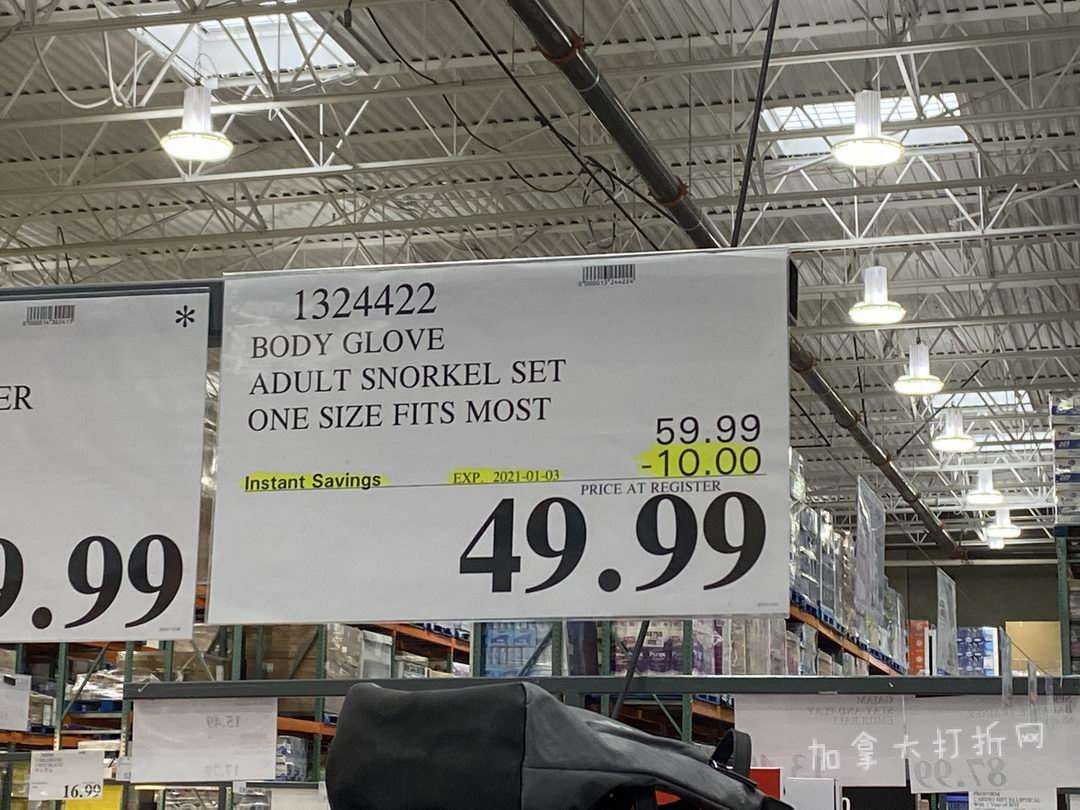 1324422
BODY GLOVE
ADULT SNORKEL SET
ONE SIZE FITS MOST
59.99
-10.00
Instant Savings EXP. 2021-01-03
PRICE AT REGISTER
49.99
*
ER
9.99
15.49
16.99
87.99
加拿大打折网